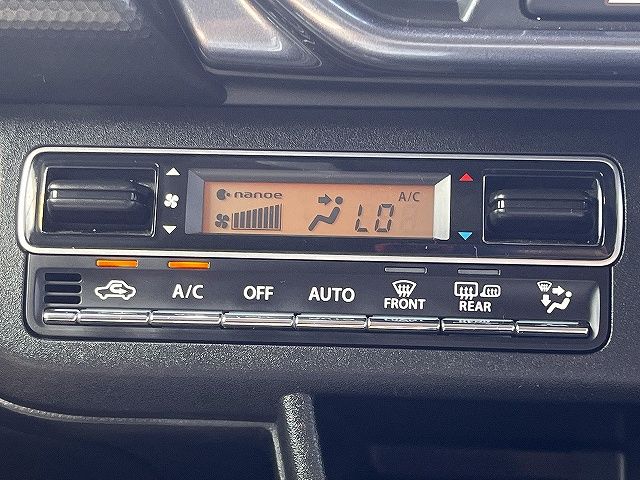 nanoe
A/C
LO
A/C
OFF
AUTO
FRONT
REAR